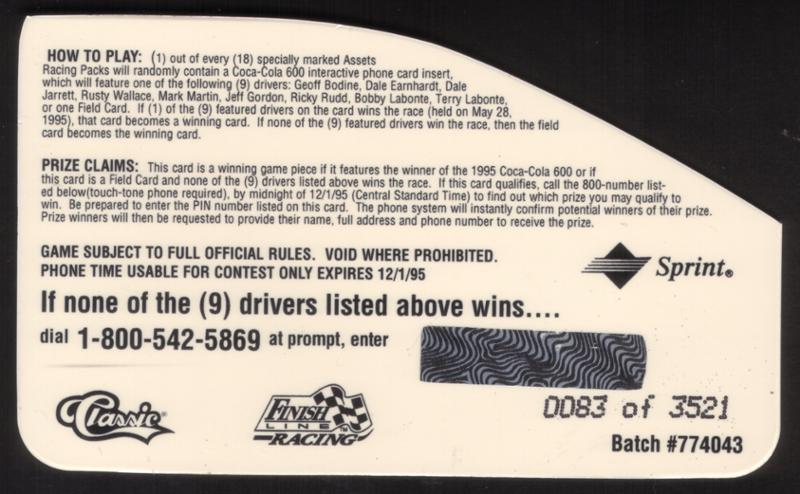 HOW TO PLAY: (1) out of every (18) specially marked Assets
Racing Packs will randomly contain a Coca-Cola 600 interactive phone card insert,
which will feature one of the following (9) drivers: Geoff Bodine, Dale Earnhardt, Dale
Jarrett, Rusty Wallace, Mark Martin, Jeff Gordon, Ricky Rudd, Bobby Labonte, Terry Labonte,
or one Field Card. If (1) of the (9) featured drivers on the card wins the race (held on May 28,
1995), that card becomes a winning card. If none of the (9) featured drivers win the race, then the field
card becomes the winning card.
PRIZE CLAIMS: This card is a winning game piece if it features the winner of the 1995 Coca-Cola 600 or if
this card is a Field Card and none of the (9) drivers listed above wins the race. If this card qualifies, call the 800-number list-
ed below(touch-tone phone required), by midnight of 12/1/95 (Central Standard Time) to find out which prize you may qualify to
win. Be prepared to enter the PIN number listed on this card. The phone system will instantly confirm potential winners of their prize.
Prize winners will then be requested to provide their name, full address and phone number to receive the prize.
GAME SUBJECT TO FULL OFFICIAL RULES. VOID WHERE PROHIBITED.
PHONE TIME USABLE FOR CONTEST ONLY EXPIRES 12/1/95
Sprint®
If none of the (9) drivers listed above wins....
dial 1-800-542-5869 at prompt, enter
Classic®
FINISH
LINE™
RACING
0083 of 3521
Batch #774043